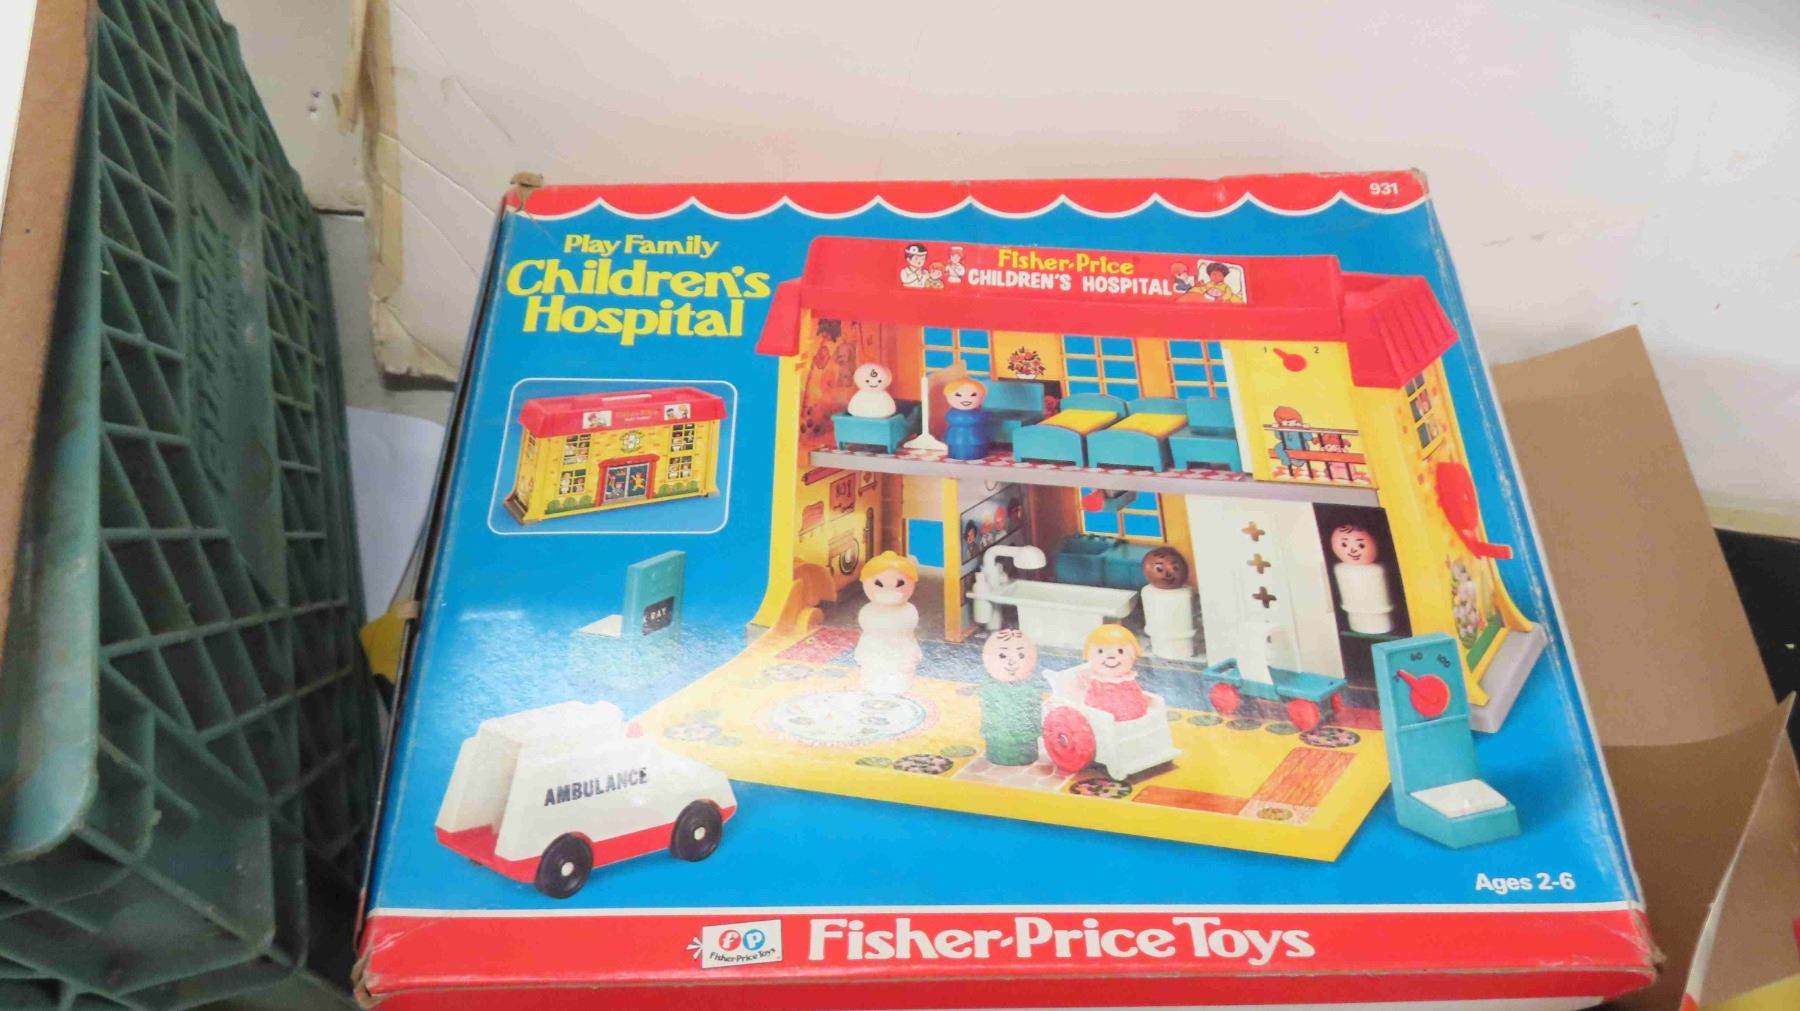 931
Play Family
Children's
Hospital
Fisher-Price
CHILDREN'S HOSPITAL
1 2
AMBULANCE
Ages 2-6
fp
Fisher-Price Toys
Fisher-Price Toys